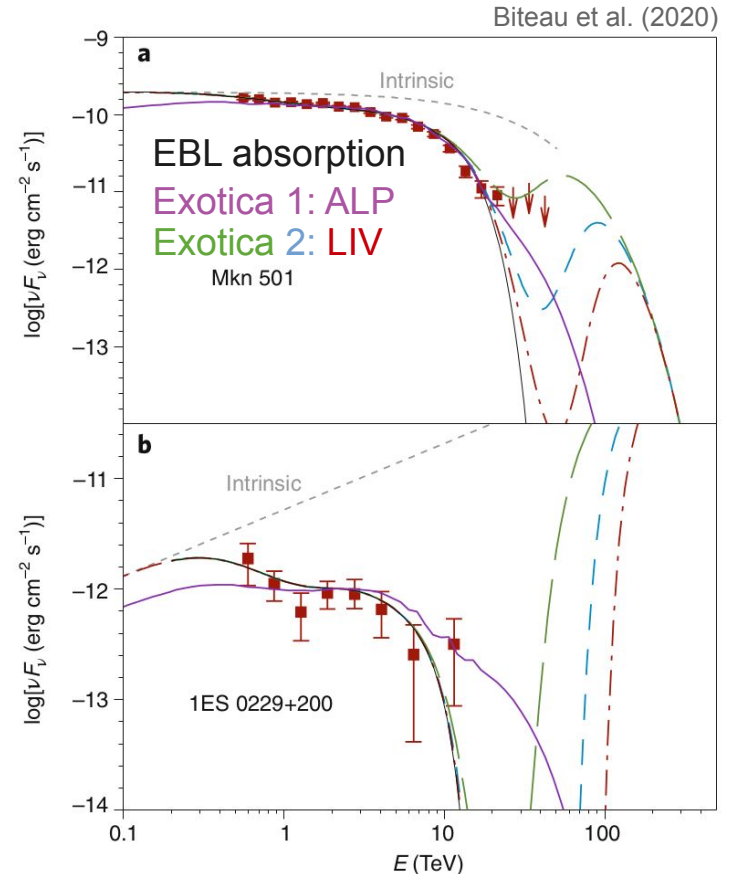 Biteau et al. (2020)
a
−9
Intrinsic
−10
EBL absorption
−11
Exotica 1: ALP
Exotica 2: LIV
−12
Mkn 501
−13
log[νFν (erg cm−2 s−1)]
b
−11
Intrinsic
−12
−13
1ES 0229+200
−14
log[νFν (erg cm−2 s−1)]
0.1 1 10 100
E (TeV)